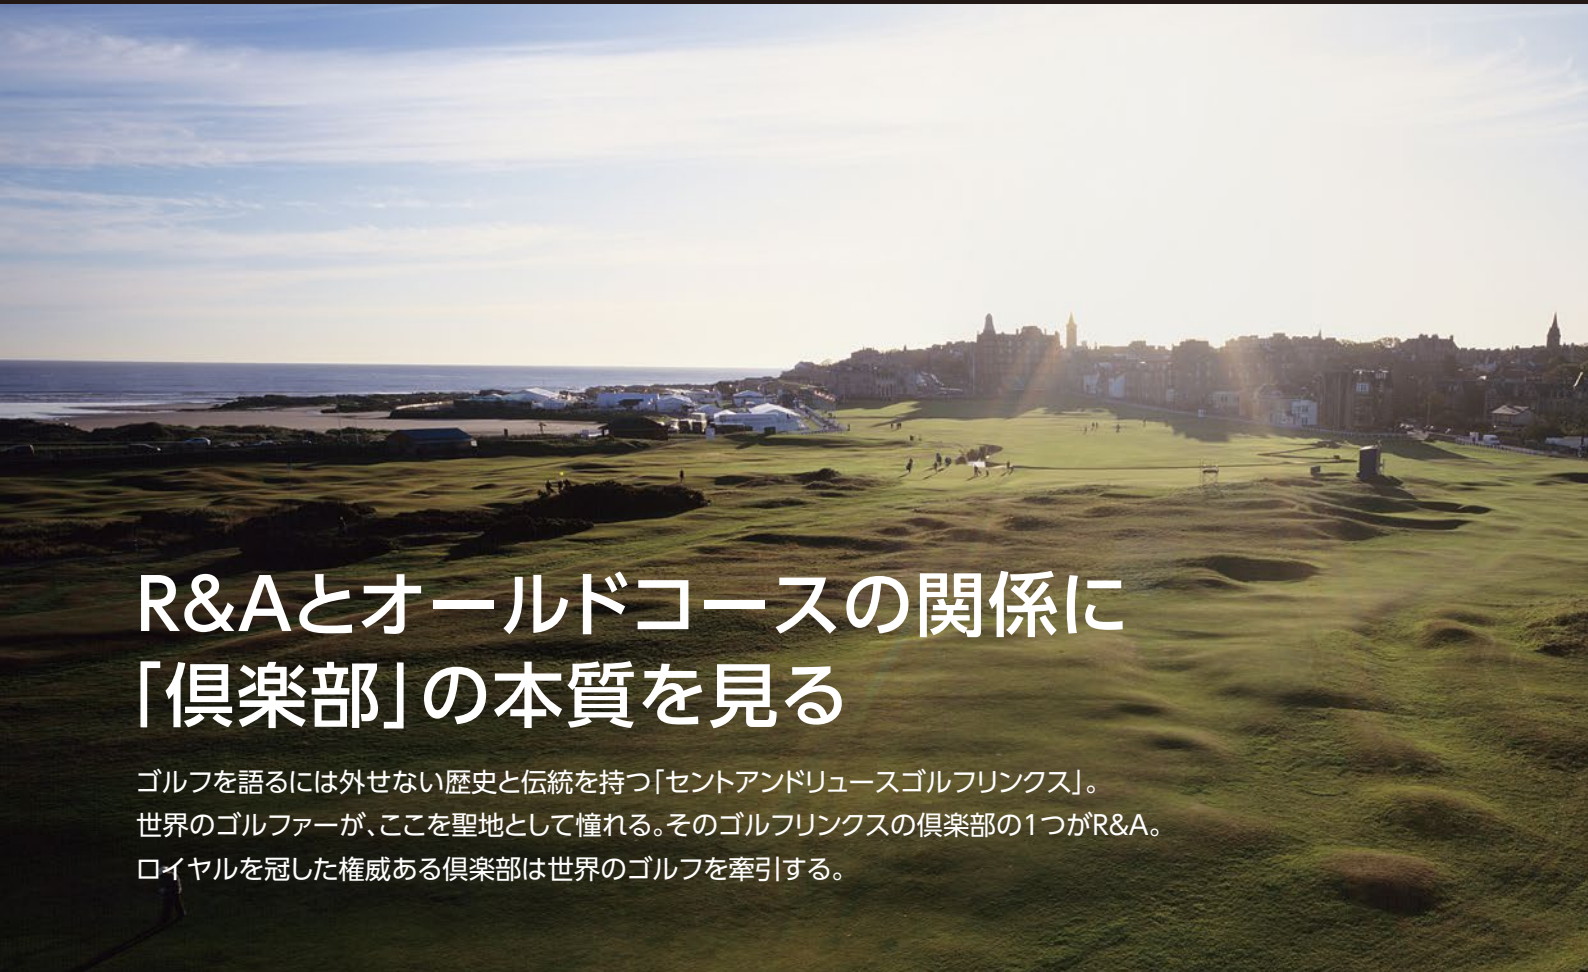 R&Aとオールドコースの関係に
「倶楽部」の本質を見る
ゴルフを語るには外せない歴史と伝統を持つ「セントアンドリュースゴルフリンクス」。
世界のゴルファーが、ここを聖地として憧れる。そのゴルフリンクスの倶楽部の1つがR&A。
ロイヤルを冠した権威ある倶楽部は世界のゴルフを牽引する。